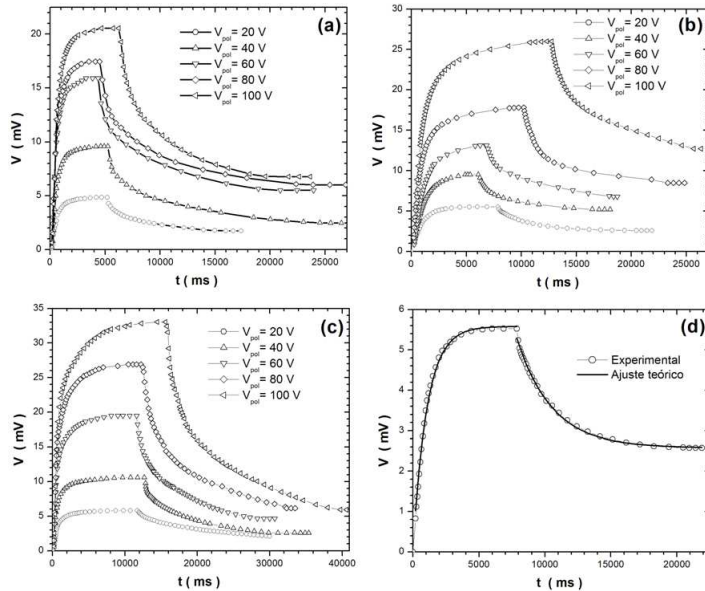 (a)
V_pol = 20 V
V_pol = 40 V
V_pol = 60 V
V_pol = 80 V
V_pol = 100 V
20
15
10
5
0
V ( mV )
0 5000 10000 15000 20000 25000
t ( ms )
(b)
V_pol = 20 V
V_pol = 40 V
V_pol = 60 V
V_pol = 80 V
V_pol = 100 V
30
25
20
15
10
5
0
V ( mV )
0 5000 10000 15000 20000 25000
t ( ms )
(c)
V_pol = 20 V
V_pol = 40 V
V_pol = 60 V
V_pol = 80 V
V_pol = 100 V
35
30
25
20
15
10
5
0
V ( mV )
0 10000 20000 30000 40000
t ( ms )
(d)
Experimental
Ajuste teórico
6
5
4
3
2
1
0
V ( mV )
0 5000 10000 15000 20000
t ( ms )